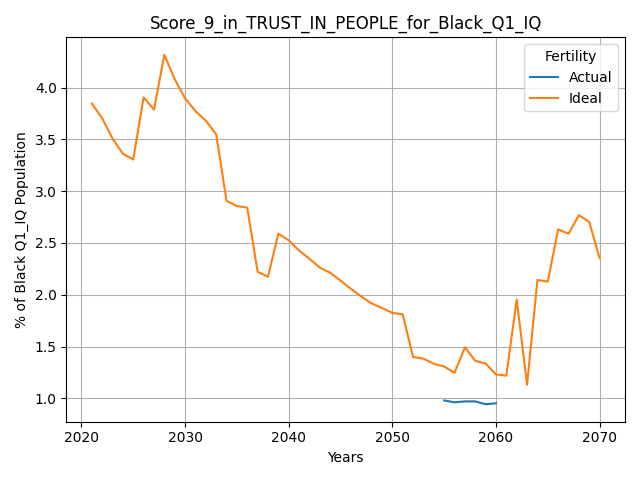 Score_9_in_TRUST_IN_PEOPLE_for_Black_Q1_IQ
Fertility
Actual
Ideal
% of Black Q1_IQ Population
4.0
3.5
3.0
2.5
2.0
1.5
1.0
2020 2030 2040 2050 2060 2070
Years